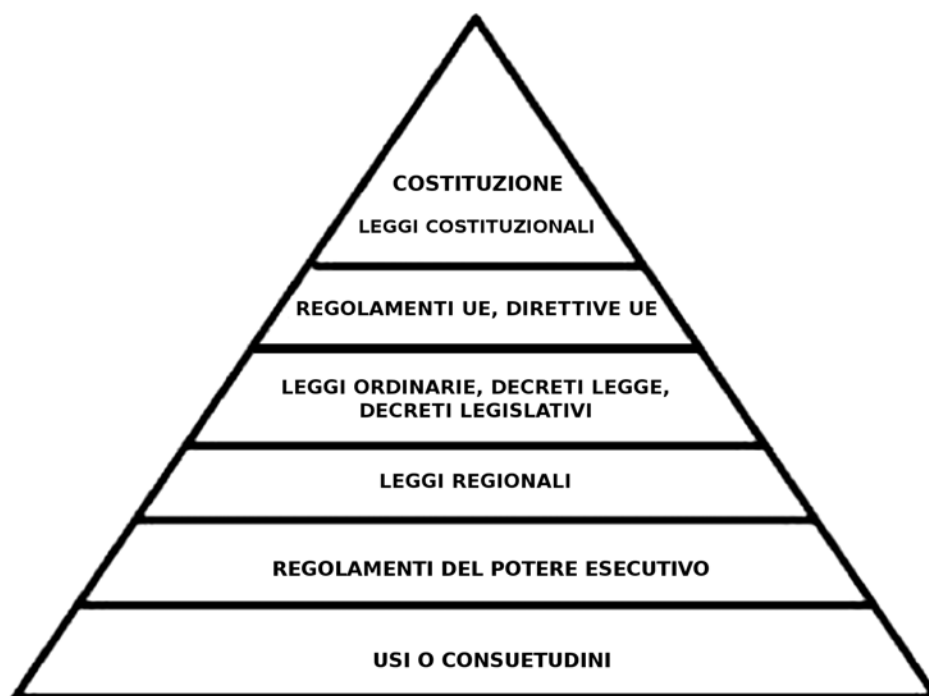 COSTITUZIONE
LEGGI COSTITUZIONALI
REGOLAMENTI UE, DIRETTIVE UE
LEGGI ORDINARIE, DECRETI LEGGE,
DECRETI LEGISLATIVI
LEGGI REGIONALI
REGOLAMENTI DEL POTERE ESECUTIVO
USI O CONSUETUDINI